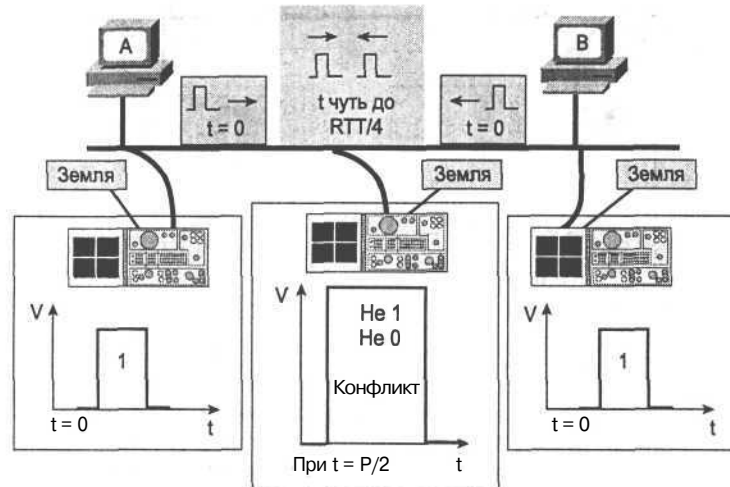 A
B
t чуть до
RTT/4
t = 0
t = 0
Земля
Земля
Земля
V
1
t = 0
t
V
Не 1
Не 0
Конфликт
При t = P/2
t
V
1
t = 0
t